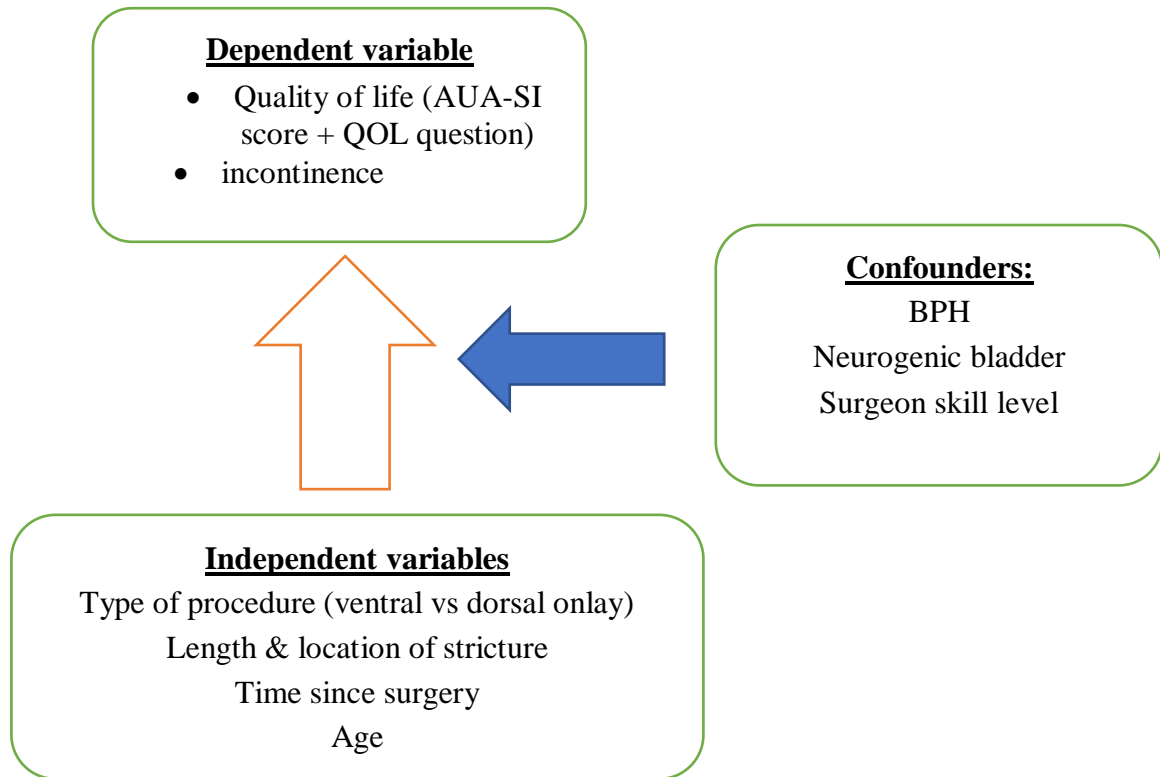 Dependent variable
• Quality of life (AUA-SI
score + QOL question)
• incontinence
Confounders:
BPH
Neurogenic bladder
Surgeon skill level
Independent variables
Type of procedure (ventral vs dorsal onlay)
Length & location of stricture
Time since surgery
Age